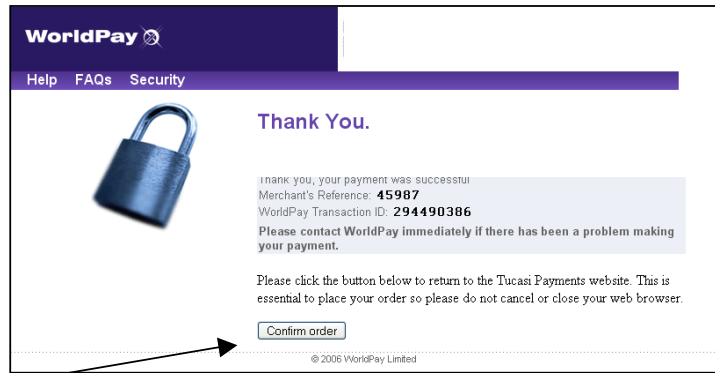 WorldPay
Help FAQs Security
Thank You.
Thank you, your payment was successful
Merchant's Reference: 45987
WorldPay Transaction ID: 294490386
Please contact WorldPay immediately if there has been a problem making
your payment.
Please click the button below to return to the Tucasi Payments website. This is
essential to place your order so please do not cancel or close your web browser.
Confirm order
© 2006 WorldPay Limited